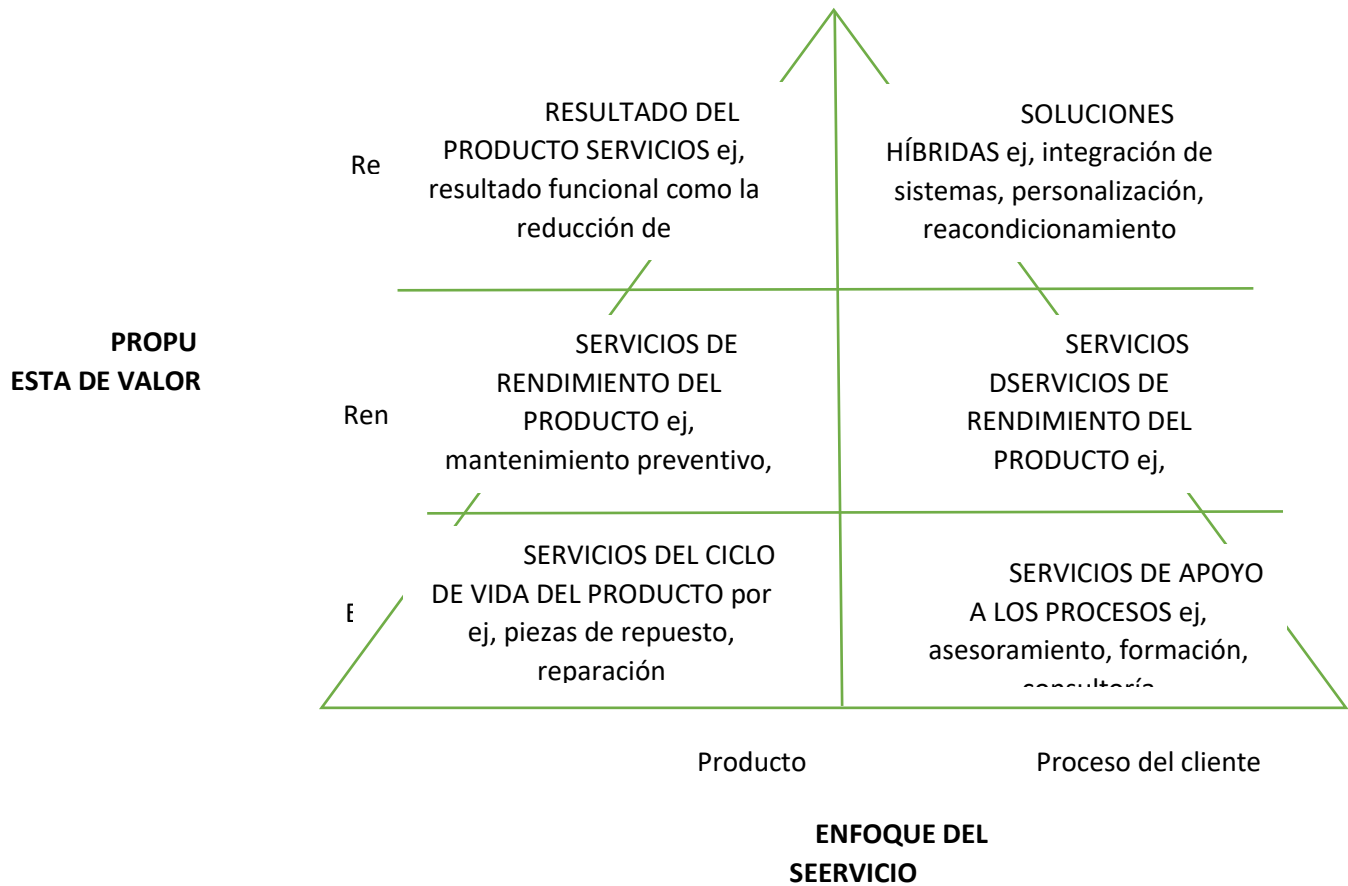 RESULTADO DEL
PRODUCTO SERVICIOS ej,
resultado funcional como la
reducción de
SOLUCIONES
HÍBRIDAS ej, integración de
sistemas, personalización,
reacondicionamiento
Re
PROPU
ESTA DE VALOR
SERVICIOS DE
RENDIMIENTO DEL
PRODUCTO ej,
mantenimiento preventivo,
SERVICIOS
DSERVICIOS DE
RENDIMIENTO DEL
PRODUCTO ej,
Ren
SERVICIOS DEL CICLO
DE VIDA DEL PRODUCTO por
ej, piezas de repuesto,
reparación
SERVICIOS DE APOYO
A LOS PROCESOS ej,
asesoramiento, formación,
consultoría
Producto
Proceso del cliente
ENFOQUE DEL
SEERVICIO